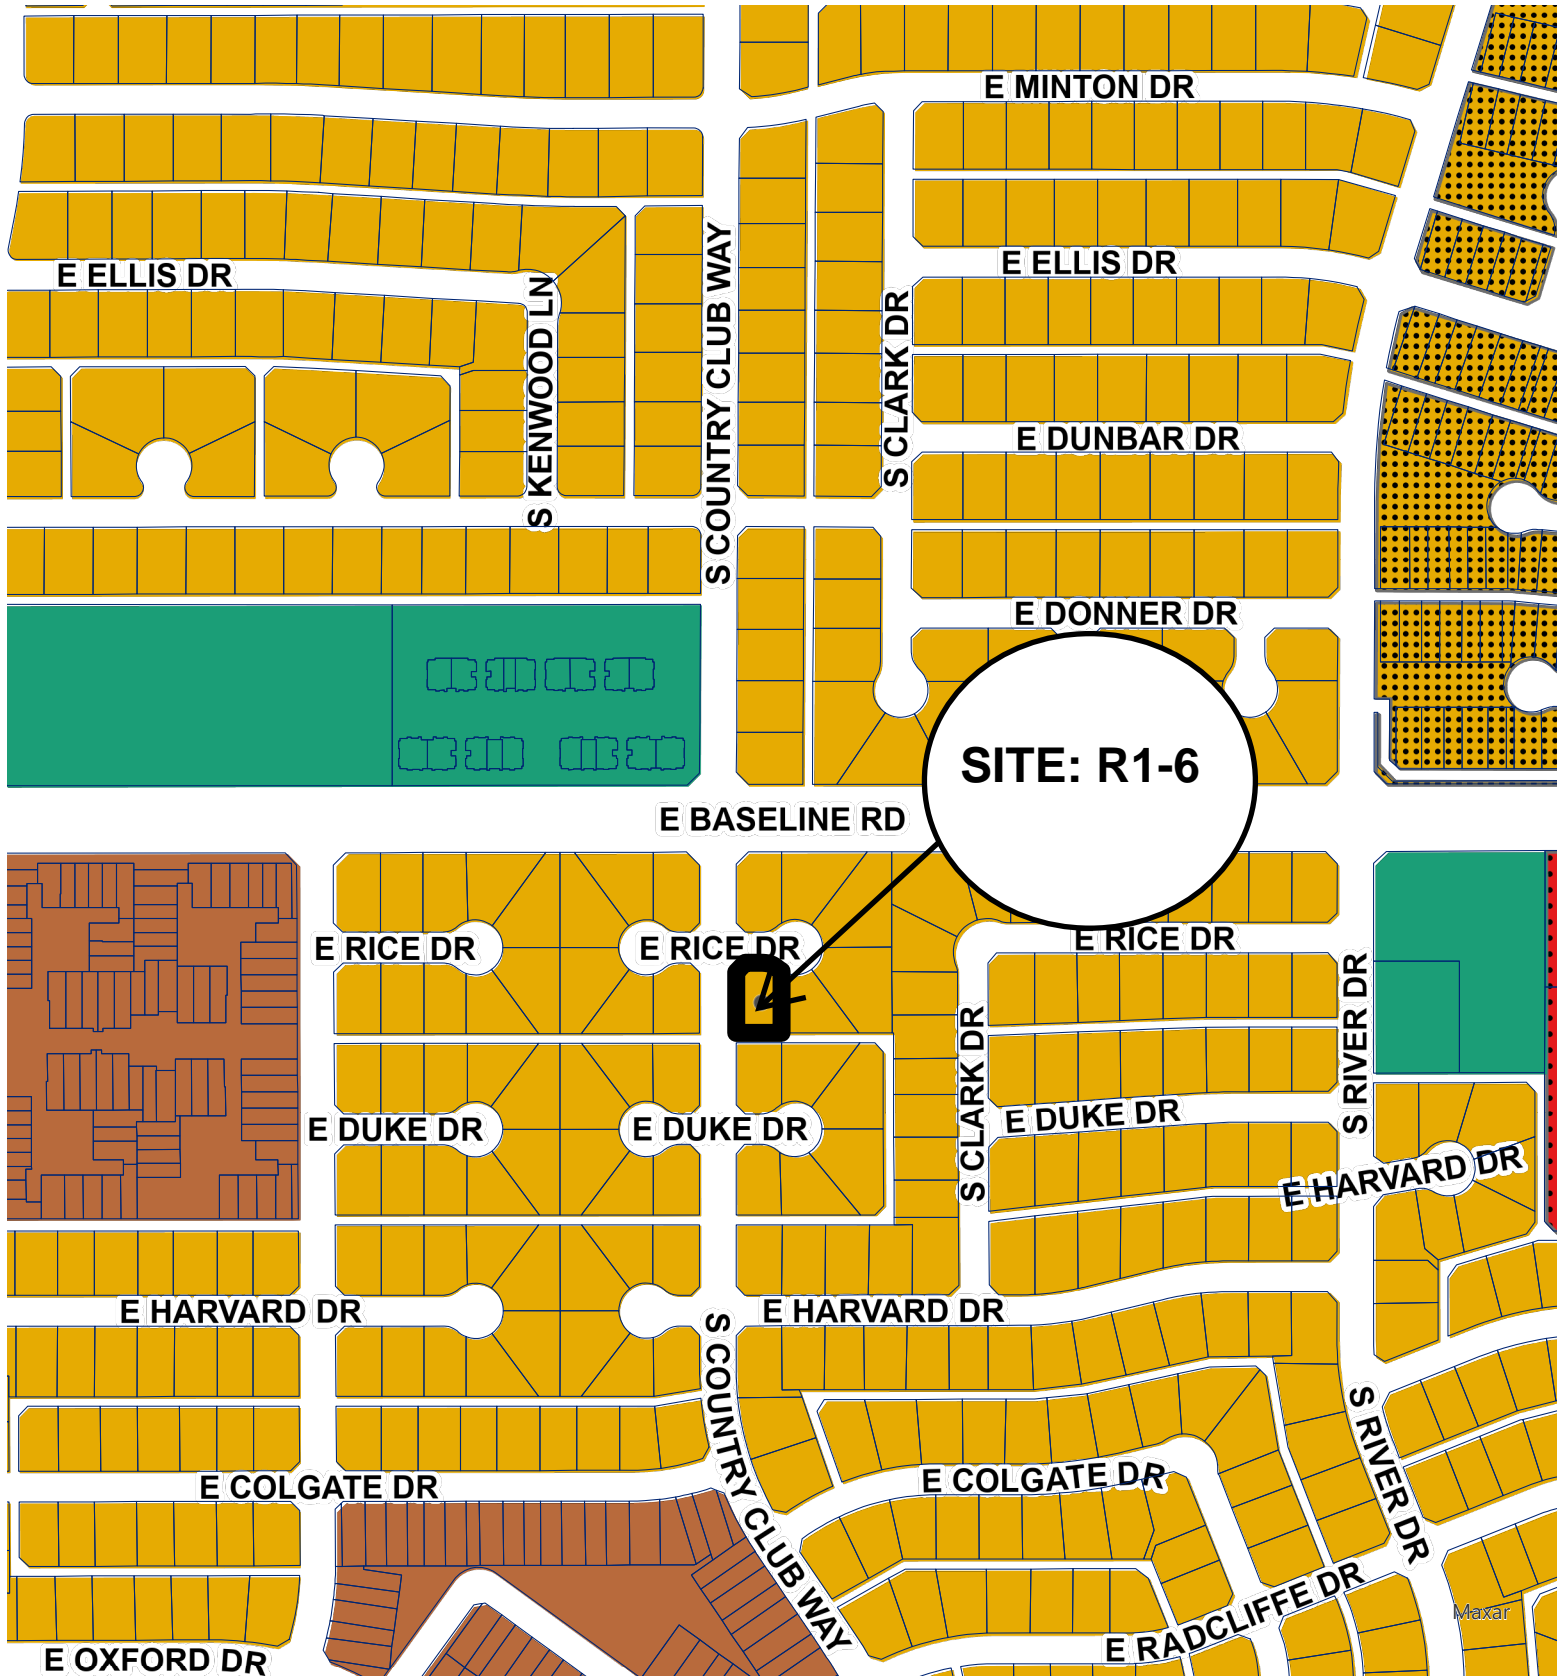 E MINTON DR
E ELLIS DR
E ELLIS DR
S KENWOOD LN
S COUNTRY CLUB WAY
S CLARK DR
E DUNBAR DR
E DONNER DR
SITE: R1-6
E BASELINE RD
E RICE DR
E RICE DR
E RICE DR
S RIVER DR
S CLARK DR
E DUKE DR
E DUKE DR
E DUKE DR
E HARVARD DR
E HARVARD DR
E HARVARD DR
S COUNTRY CLUB WAY
S RIVER DR
E COLGATE DR
E COLGATE DR
E RADCLIFFE DR
Maxar
E OXFORD DR